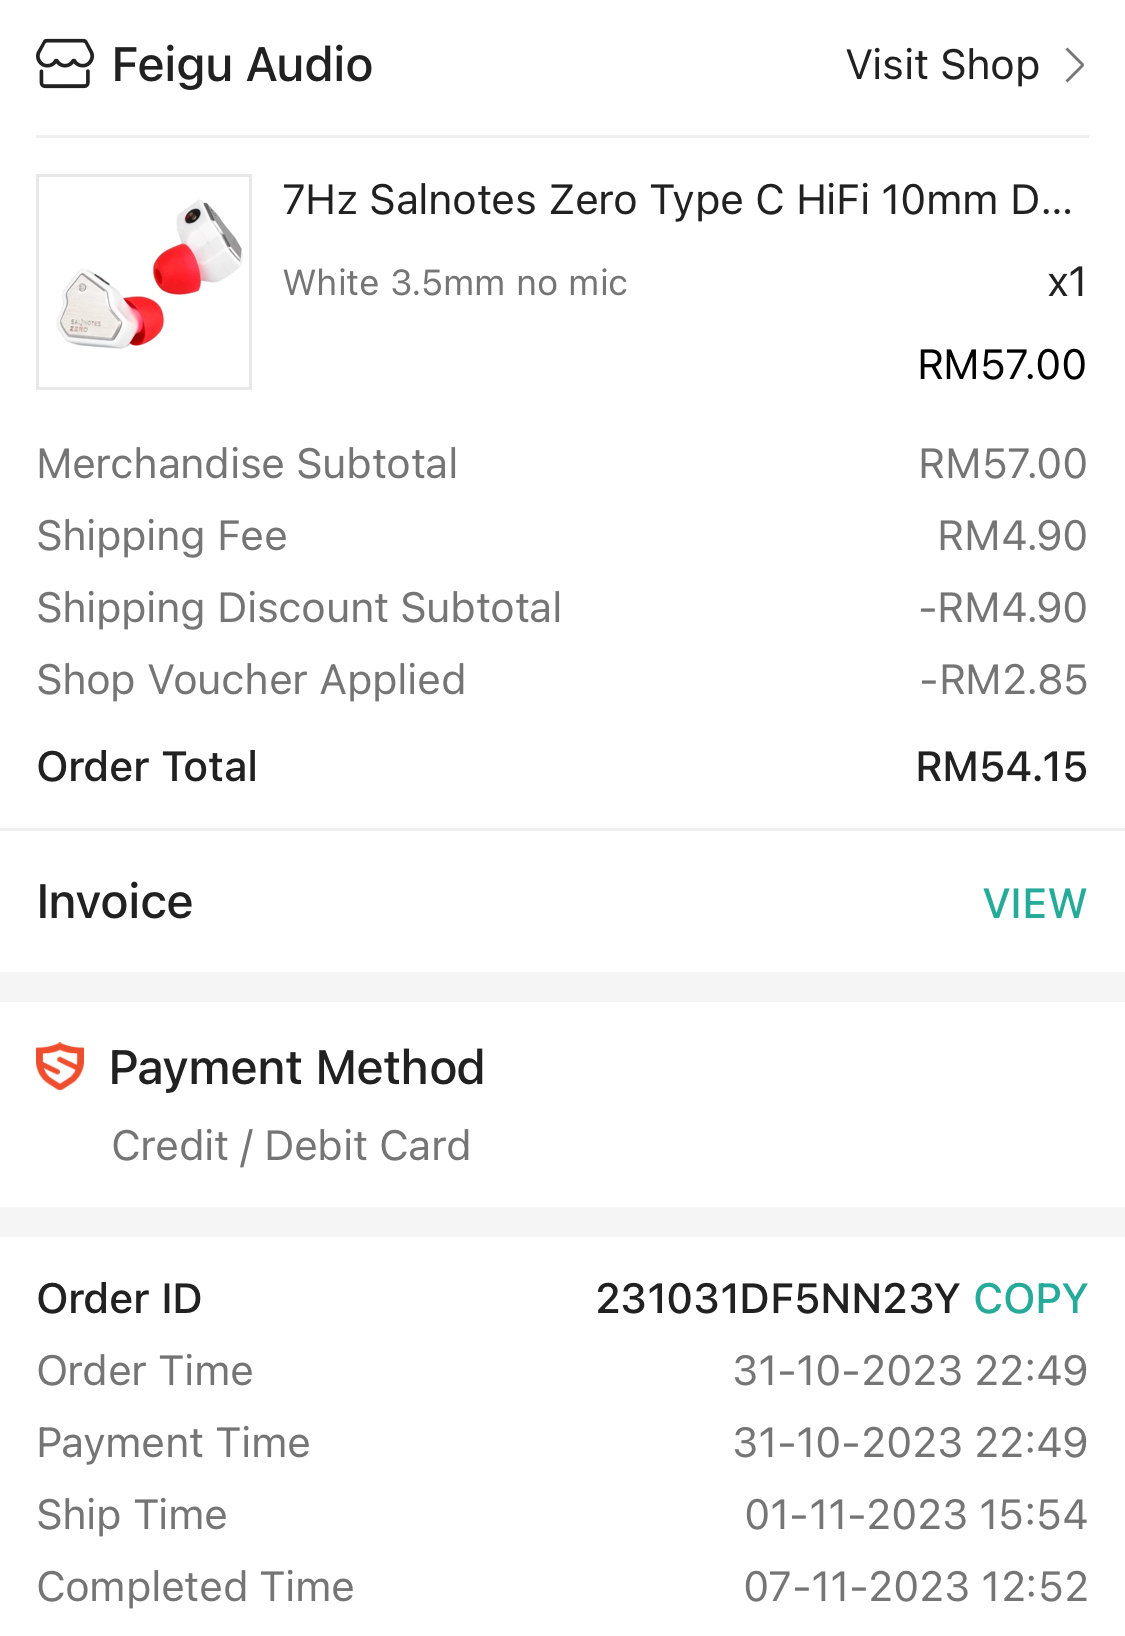 Feigu Audio Visit Shop
7Hz Salnotes Zero Type C HiFi 10mm D...
White 3.5mm no mic x1
SALNOTES
ZERO
RM57.00
Merchandise Subtotal RM57.00
Shipping Fee RM4.90
Shipping Discount Subtotal -RM4.90
Shop Voucher Applied -RM2.85
Order Total RM54.15
Invoice VIEW
Payment Method
Credit / Debit Card
Order ID 231031DF5NN23Y COPY
Order Time 31-10-2023 22:49
Payment Time 31-10-2023 22:49
Ship Time 01-11-2023 15:54
Completed Time 07-11-2023 12:52